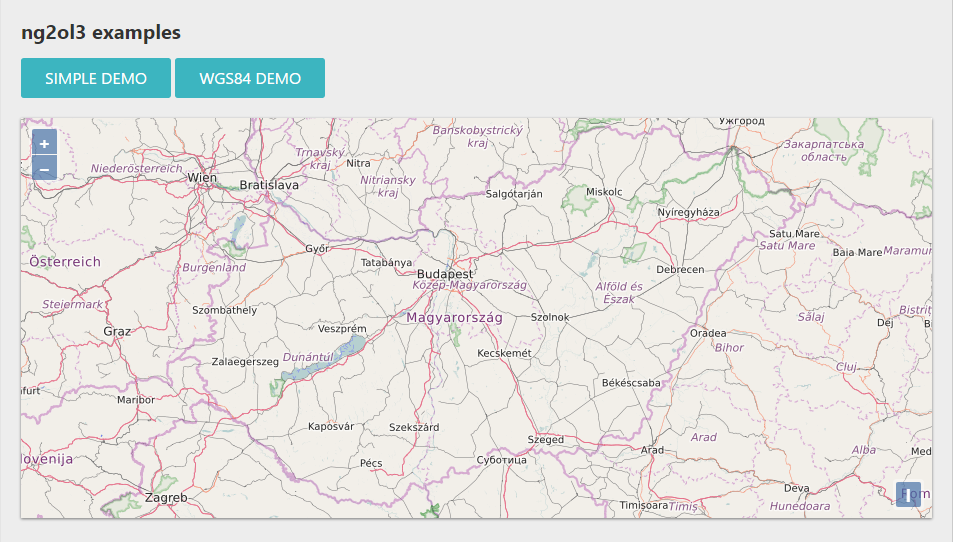 ng2ol3 examples
SIMPLE DEMO
WGS84 DEMO
+
−
Ужгород
Banskobystrický
kraj
Закарпатська
область
Trnavský
kraj
Nitra
Niederösterreich
Wien
Bratislava
Nitriansky
kraj
Salgótarján
Miskolc
Nyíregyháza
Satu Mare
Satu Mare
Baia Mare
Maramur
Győr
Tatabánya
Österreich
Burgenland
Budapest
Közép-Magyarország
Debrecen
Alföld és
Észak
Steiermark
Szombathely
Magyarország
Szolnok
Sălaj
Bistrit
Dej
B
Graz
Veszprém
Oradea
Bihor
Zalaegerszeg
Dunántúl
Kecskemét
Cluj
Békéscsaba
furt
Maribor
Kaposvár
Szekszárd
Szeged
Arad
Arad
Alba
Med
lovenija
Pécs
Суботица
Zagreb
Deva
Timișoara
Timiș
Hunedoara
Rom
i